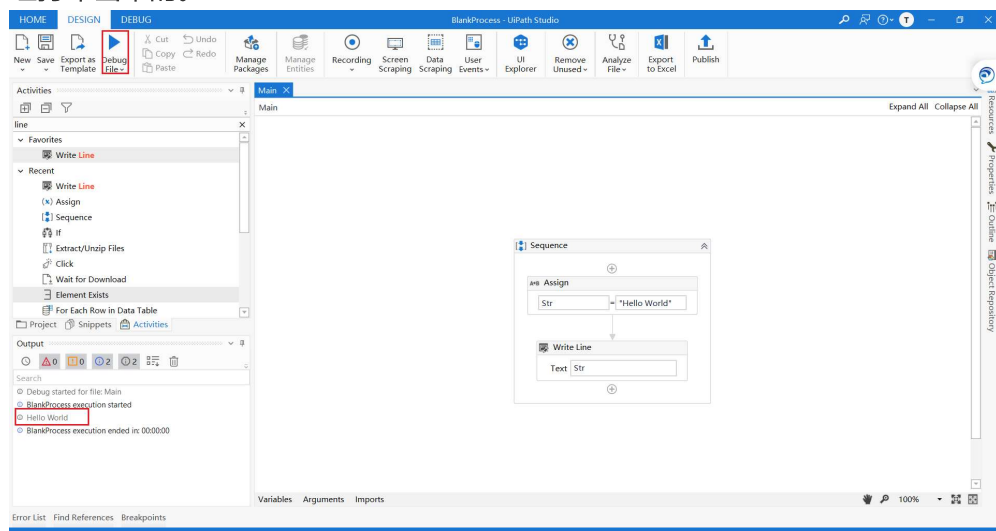 HOME DESIGN DEBUG BlankProcess - UiPath Studio T
New Save Export as Template Debug File Cut Copy Paste Undo Redo Manage Packages Manage Entities Recording Screen Scraping Data Scraping User Events UI Explorer Remove Unused Analyze File Export to Excel Publish
Activities
Main
Main Expand All Collapse All
line
Favorites
Write Line
Recent
Write Line
Assign
Sequence
If
Extract/Unzip Files
Click
Wait for Download
Element Exists
For Each Row in Data Table
Project Snippets Activities
Output
0 0 2 2
Search
Debug started for file: Main
BlankProcess execution started
Hello World
BlankProcess execution ended in: 00:00:00
Sequence
A*B Assign
Str = "Hello World"
Write Line
Text Str
Variables Arguments Imports 100%
Error List Find References Breakpoints
Resources
Properties
Outline
Object Repository